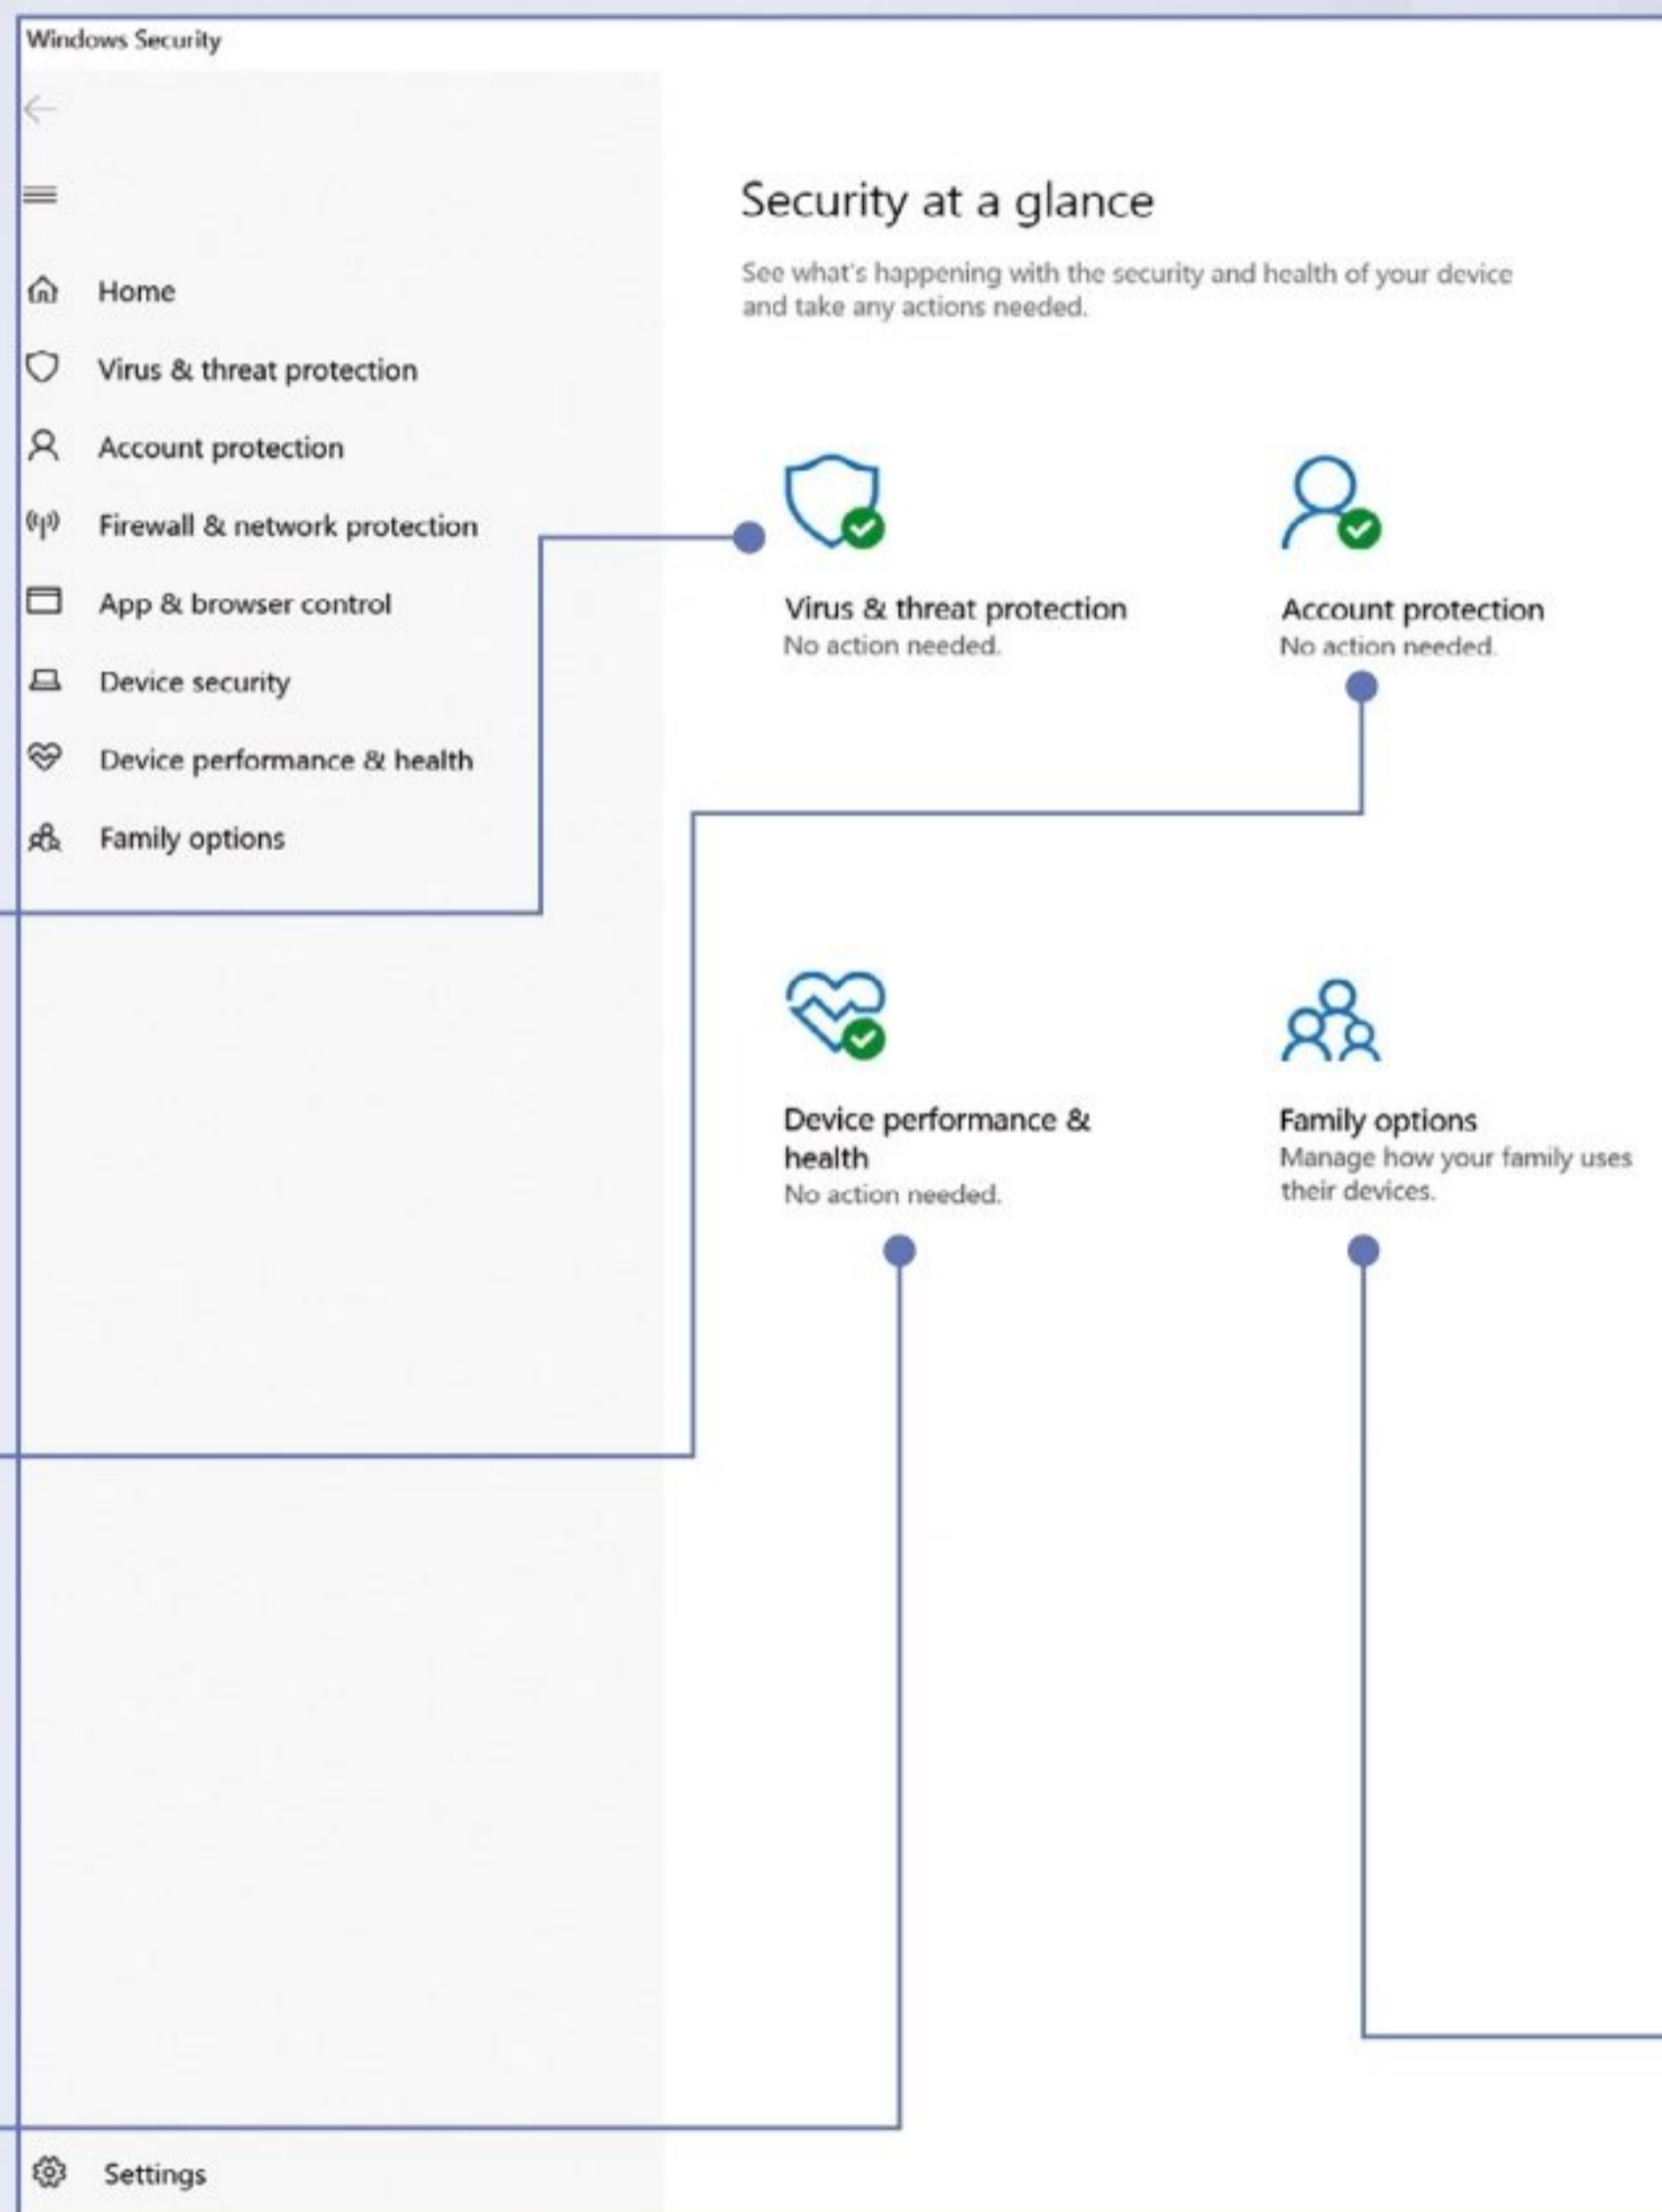 Windows Security
Home
Virus & threat protection
Account protection
Firewall & network protection
App & browser control
Device security
Device performance & health
Family options
Settings
Security at a glance
See what's happening with the security and health of your device
and take any actions needed.
Virus & threat protection
No action needed.
Account protection
No action needed.
Device performance &
health
No action needed.
Family options
Manage how your family uses
their devices.